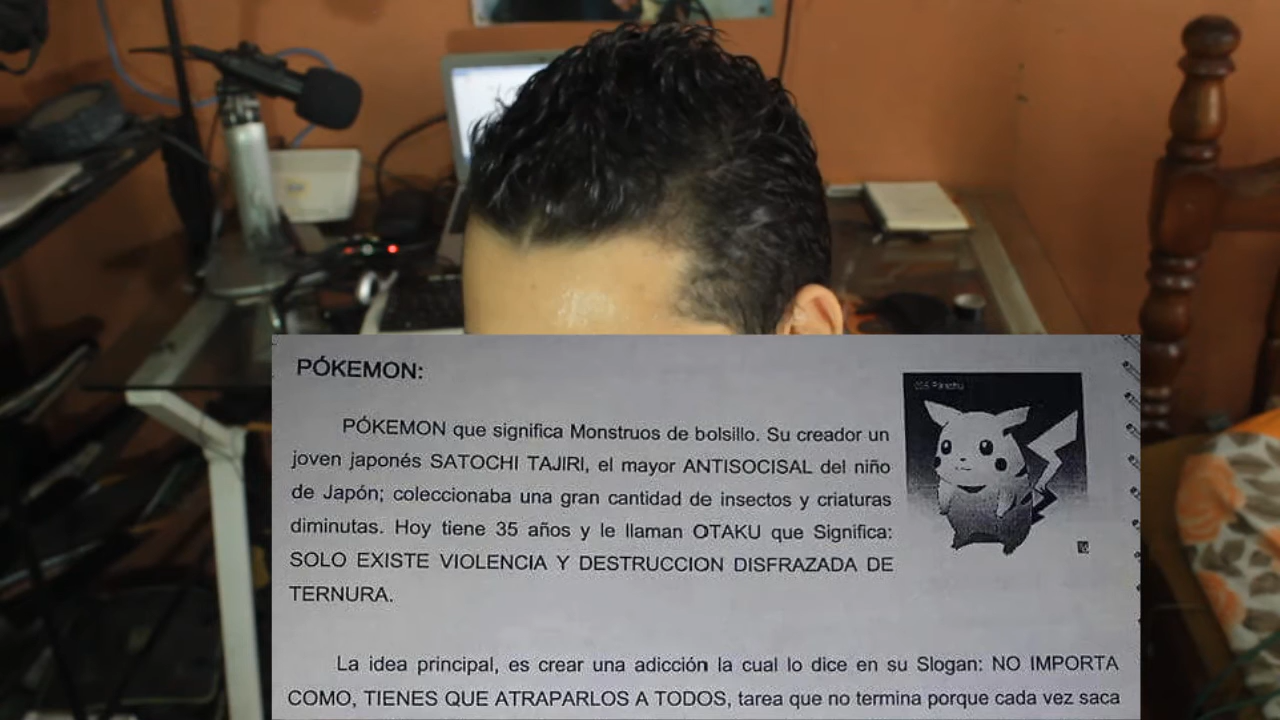 PÓKEMON:
PÓKEMON que significa Monstruos de bolsillo. Su creador un
joven japonés SATOCHI TAJIRI, el mayor ANTISOCISAL del niño
de Japón; coleccionaba una gran cantidad de insectos y criaturas
diminutas. Hoy tiene 35 años y le llaman OTAKU que Significa:
SOLO EXISTE VIOLENCIA Y DESTRUCCION DISFRAZADA DE
TERNURA.
La idea principal, es crear una adicción la cual lo dice en su Slogan: NO IMPORTA
COMO, TIENES QUE ATRAPARLOS A TODOS, tarea que no termina porque cada vez saca